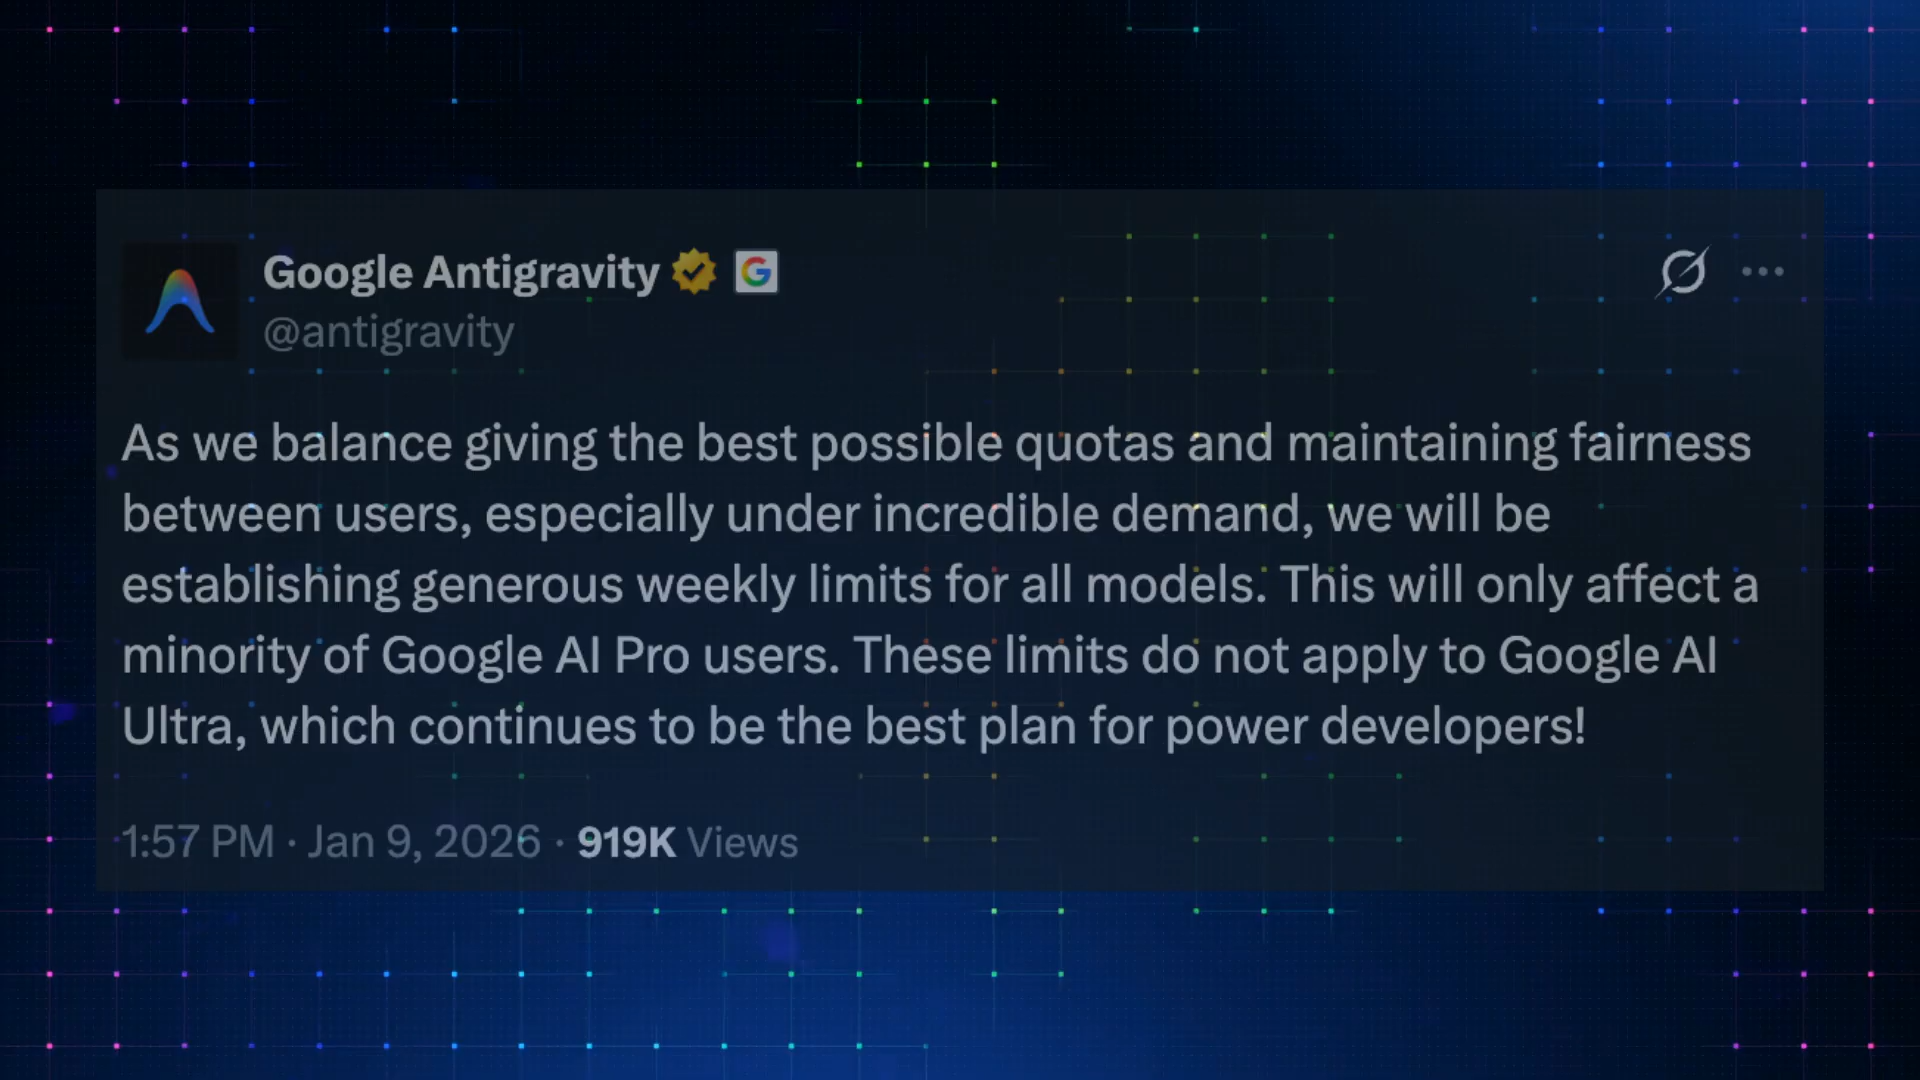 Google Antigravity
@antigravity
As we balance giving the best possible quotas and maintaining fairness
between users, especially under incredible demand, we will be
establishing generous weekly limits for all models. This will only affect a
minority of Google AI Pro users. These limits do not apply to Google AI
Ultra, which continues to be the best plan for power developers!
1:57 PM · Jan 9, 2026 · 919K Views